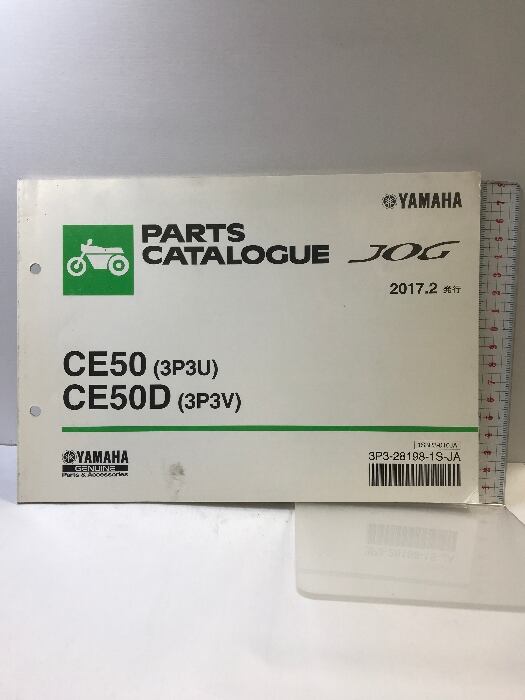 YAMAHA
PARTS
CATALOGUE
JOG
2017.2 発行
CE50 (3P3U)
CE50D (3P3V)
YAMAHA
GENUINE
Parts & Accessories
3P3-28198-1S-JA